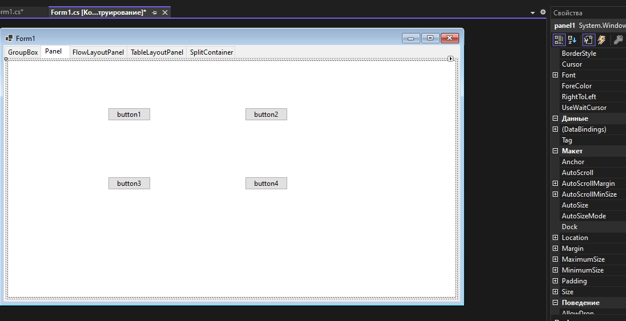 rm1.cs*
Form1.cs [Ко...труирование]*
Свойства
Form1
panel1 System.Window
GroupBox Panel FlowLayoutPanel TableLayoutPanel SplitContainer
BorderStyle
Cursor
Font
ForeColor
RightToLeft
UseWaitCursor
Данные
(DataBindings)
Tag
Макет
Anchor
AutoScroll
AutoScrollMargin
AutoScrollMinSize
AutoSize
AutoSizeMode
Dock
Location
Margin
MaximumSize
MinimumSize
Padding
Size
Поведение
AllowDrop
button1 button2
button3 button4